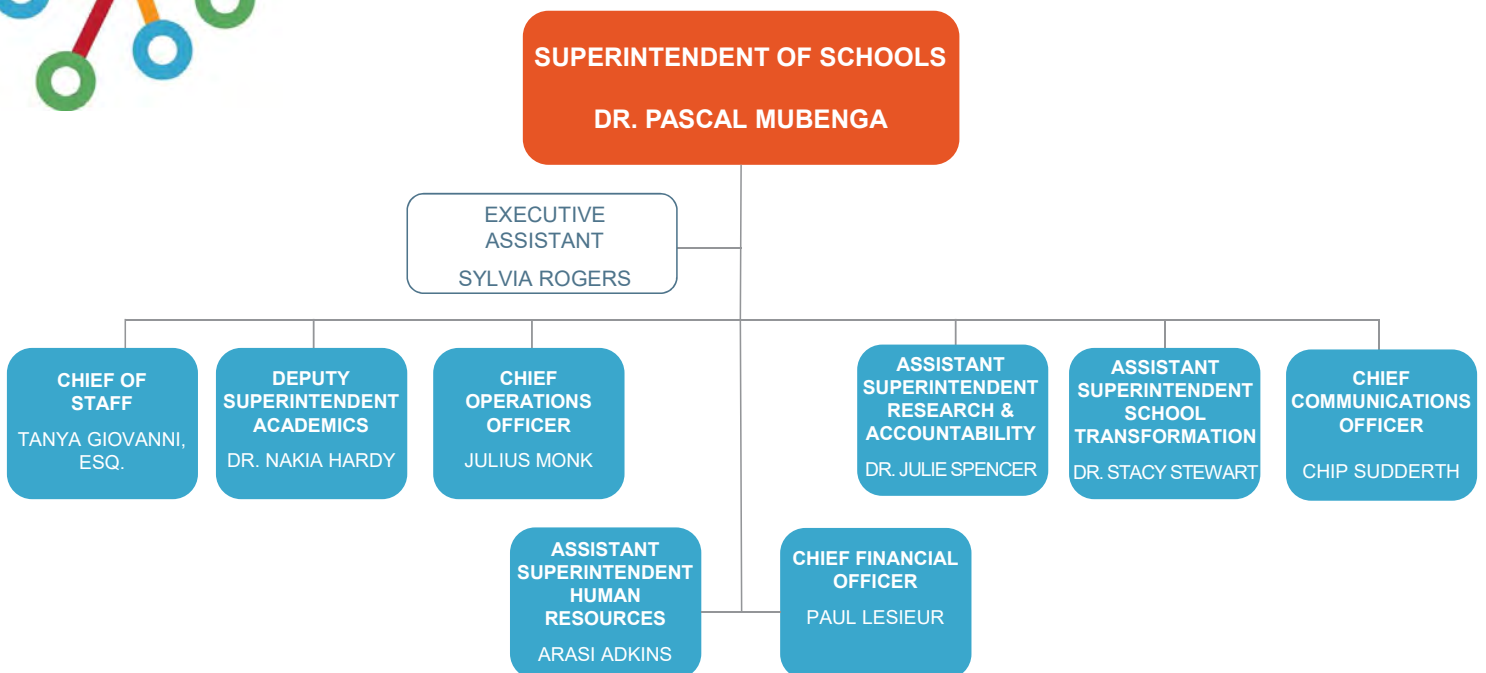 SUPERINTENDENT OF SCHOOLS
DR. PASCAL MUBENGA
EXECUTIVE
ASSISTANT
SYLVIA ROGERS
CHIEF OF
STAFF
TANYA GIOVANNI,
ESQ.
DEPUTY
SUPERINTENDENT
ACADEMICS
DR. NAKIA HARDY
CHIEF
OPERATIONS
OFFICER
JULIUS MONK
ASSISTANT
SUPERINTENDENT
RESEARCH &
ACCOUNTABILITY
DR. JULIE SPENCER
ASSISTANT
SUPERINTENDENT
SCHOOL
TRANSFORMATION
DR. STACY STEWART
CHIEF
COMMUNICATIONS
OFFICER
CHIP SUDDERTH
ASSISTANT
SUPERINTENDENT
HUMAN
RESOURCES
ARASI ADKINS
CHIEF FINANCIAL
OFFICER
PAUL LESIEUR